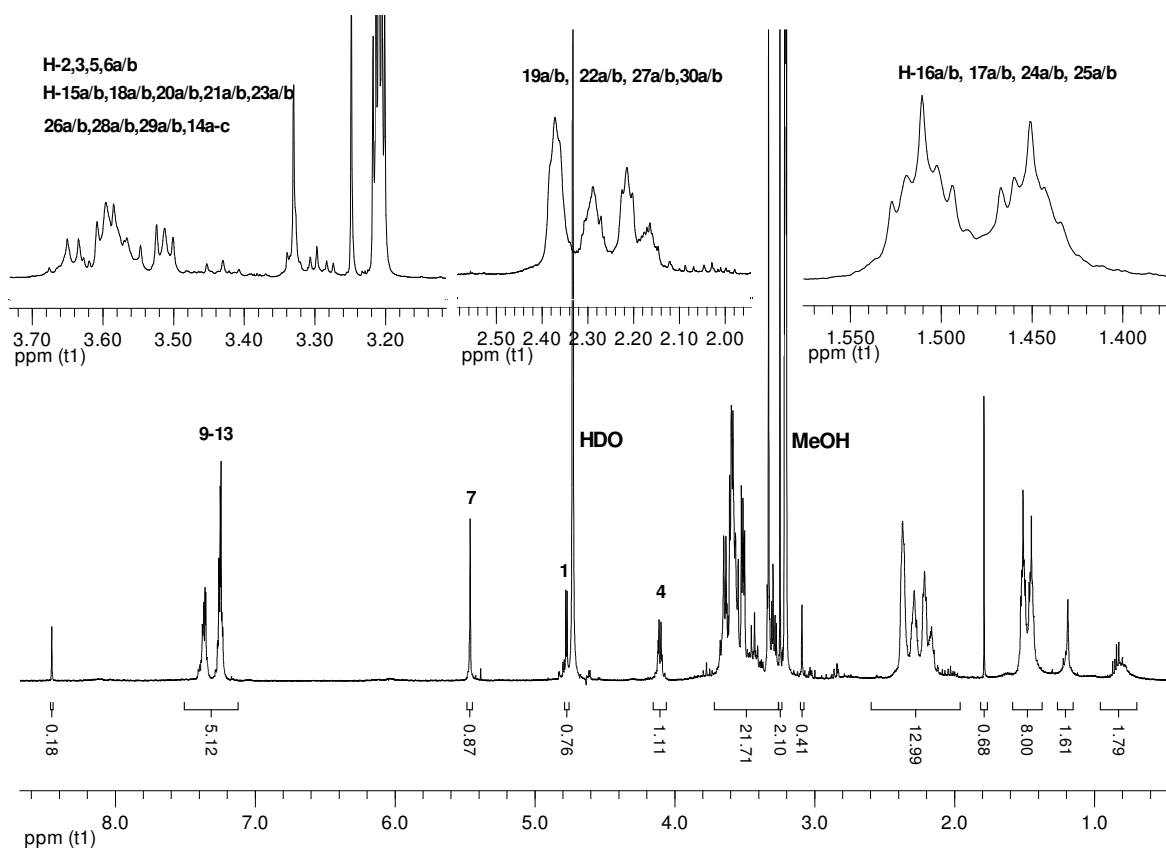 H-2,3,5,6a/b
H-15a/b,18a/b,20a/b,21a/b,23a/b
26a/b,28a/b,29a/b,14a-c
3.70 3.60 3.50 3.40 3.30 3.20
ppm (t1)
19a/b, 22a/b, 27a/b,30a/b
2.50 2.40 2.30 2.20 2.10 2.00
ppm (t1)
H-16a/b, 17a/b, 24a/b, 25a/b
1.550 1.500 1.450 1.400
ppm (t1)
9-13
7
1
HDO
4
MeOH
0.18
5.12
0.87
0.76
1.11
21.71
2.10
0.41
12.99
0.68
8.00
1.61
1.79
8.0 7.0 6.0 5.0 4.0 3.0 2.0 1.0
ppm (t1)